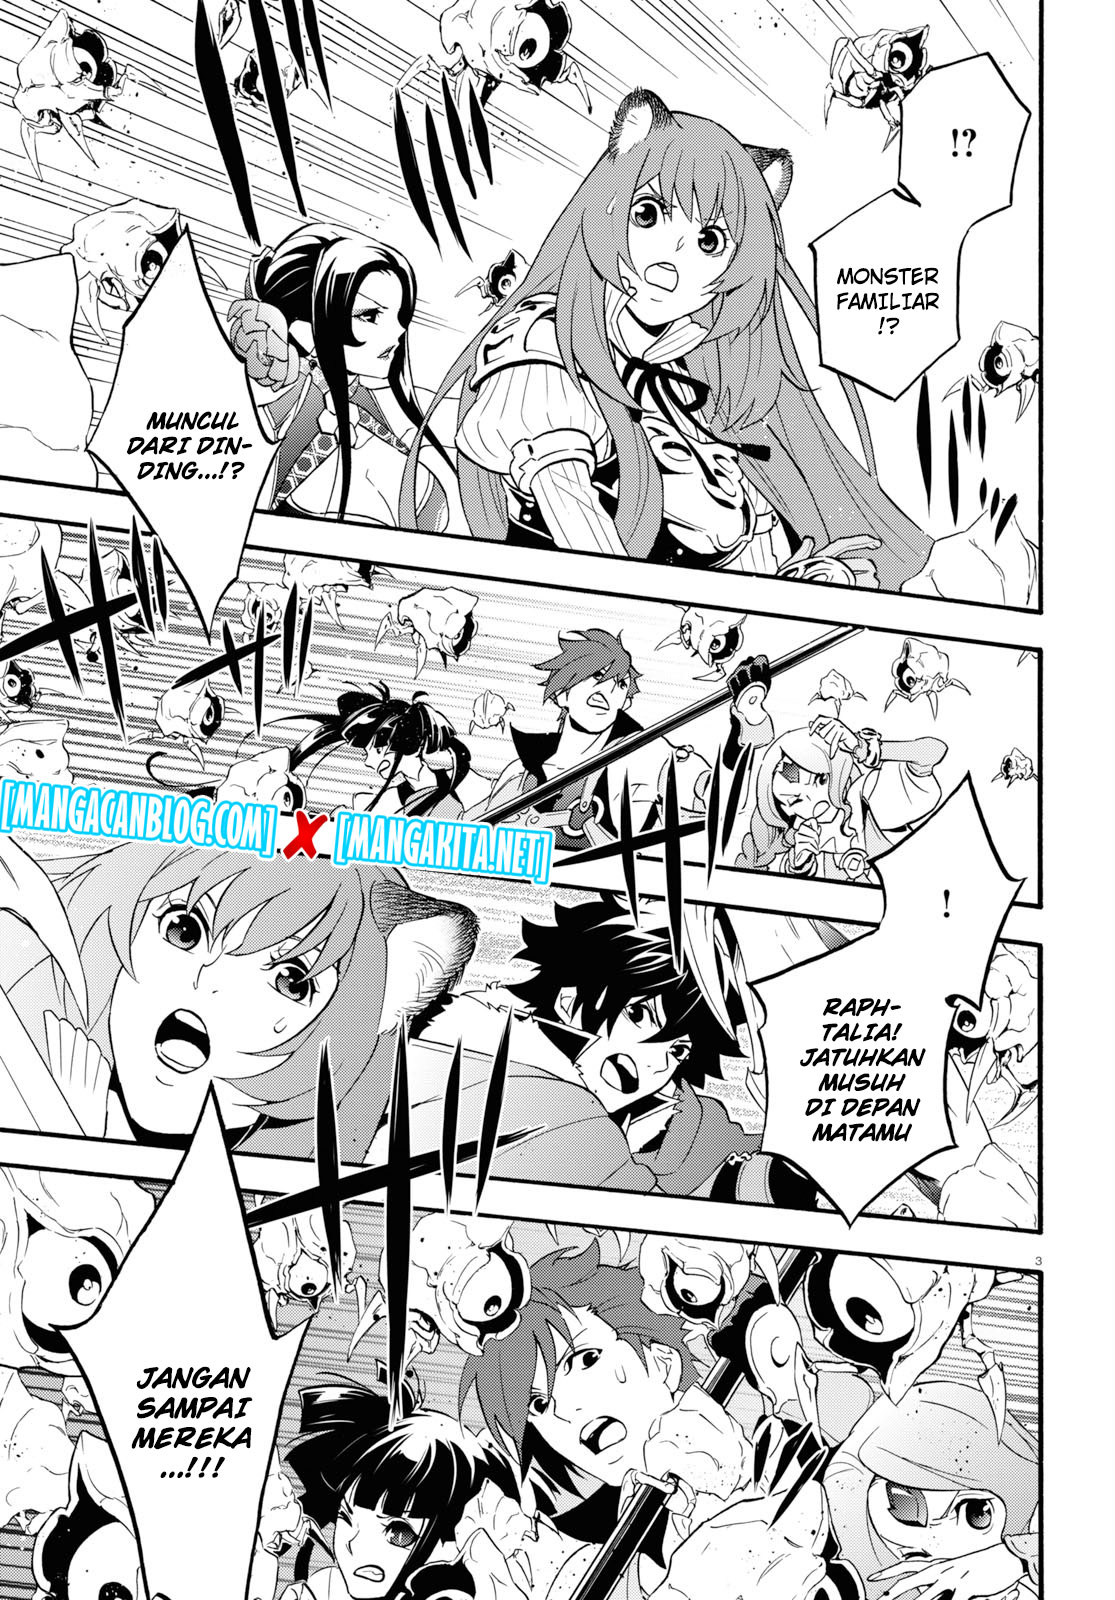 !?
MONSTER
FAMILIAR
!?
MUNCUL
DARI DIN-
DING...!?
[MANGACANBLOG.COM] X [MANGAKITA.NET]
!
RAPH-
TALIA!
JATUHKAN
MUSUH
DI DEPAN
MATAMU
3
JANGAN
SAMPAI
MEREKA
...!!!